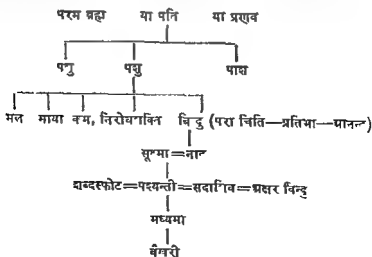 परम ब्रह्म या पति या प्रणव
पशु पशु पाश
मल माया कर्म, निरोधशक्ति बिन्दु (परा चिति—प्रतिभा—आनन्द
सूक्ष्मा=नाद
शब्दस्फोट=पश्यन्ती=सदाशिव=अक्षर बिन्दु
मध्यमा
वैखरी